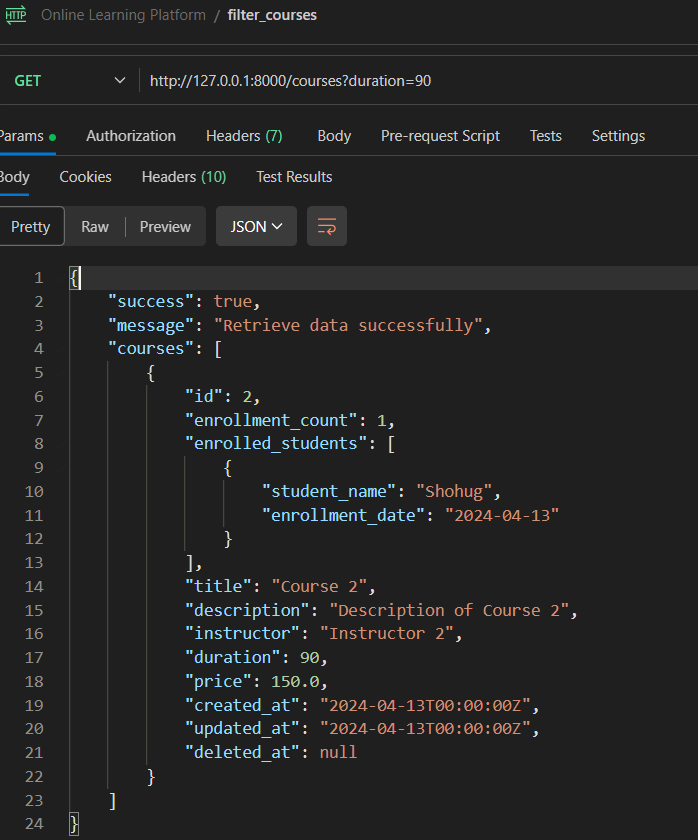 HTTP Online Learning Platform / filter_courses
GET http://127.0.0.1:8000/courses?duration=90
Params Authorization Headers (7) Body Pre-request Script Tests Settings
Body Cookies Headers (10) Test Results
Pretty Raw Preview JSON
1 {
2 "success": true,
3 "message": "Retrieve data successfully",
4 "courses": [
5 {
6 "id": 2,
7 "enrollment_count": 1,
8 "enrolled_students": [
9 {
10 "student_name": "Shohug",
11 "enrollment_date": "2024-04-13"
12 }
13 ],
14 "title": "Course 2",
15 "description": "Description of Course 2",
16 "instructor": "Instructor 2",
17 "duration": 90,
18 "price": 150.0,
19 "created_at": "2024-04-13T00:00:00Z",
20 "updated_at": "2024-04-13T00:00:00Z",
21 "deleted_at": null
22 }
23 ]
24 }